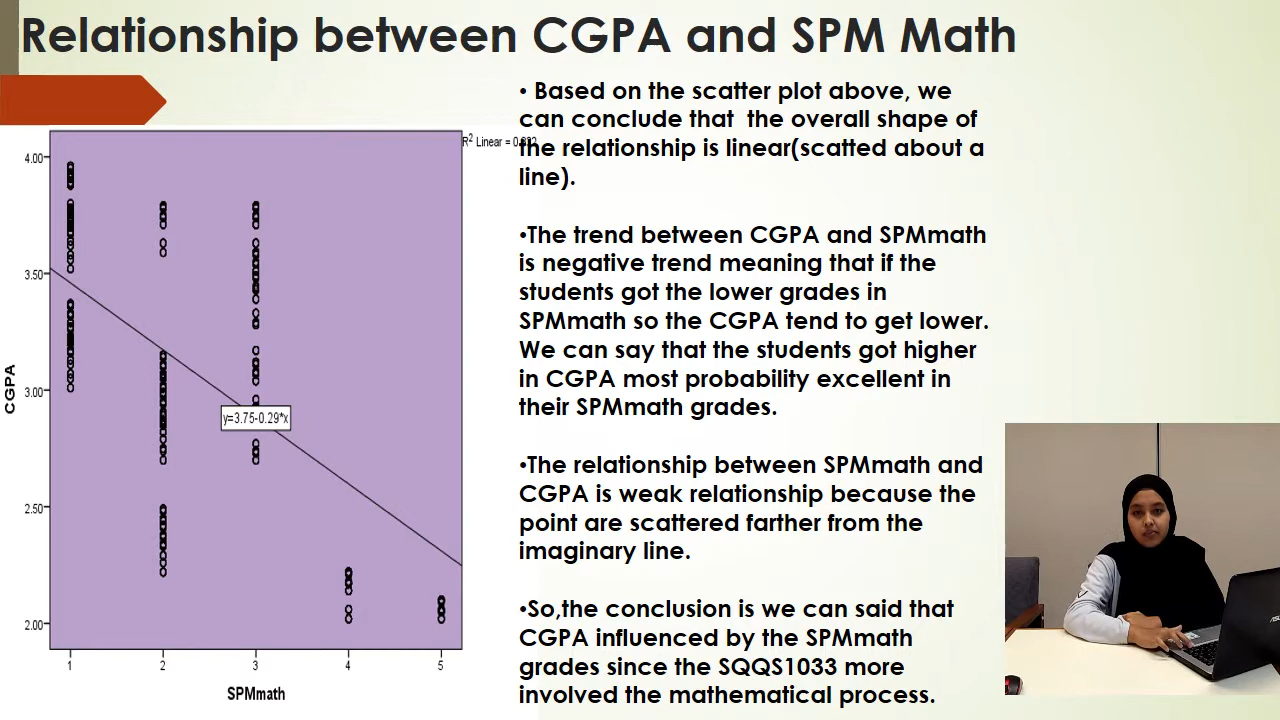 Relationship between CGPA and SPM Math
• Based on the scatter plot above, we
can conclude that the overall shape of
the relationship is linear(scatted about a
line).
•The trend between CGPA and SPMmath
is negative trend meaning that if the
students got the lower grades in
SPMmath so the CGPA tend to get lower.
We can say that the students got higher
in CGPA most probability excellent in
their SPMmath grades.
•The relationship between SPMmath and
CGPA is weak relationship because the
point are scattered farther from the
imaginary line.
•So,the conclusion is we can said that
CGPA influenced by the SPMmath
grades since the SQQS1033 more
involved the mathematical process.
R² Linear =
4.00
3.50
3.00
2.50
2.00
CGPA
y=3.75-0.29*x
1 2 3 4 5
SPMmath